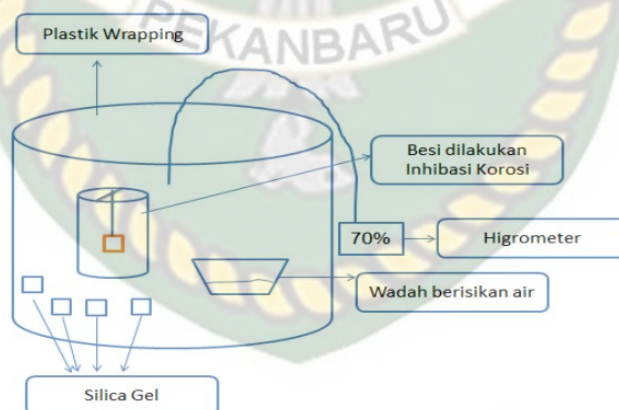 PEKANBARU
Plastik Wrapping
Besi dilakukan
Inhibasi Korosi
70%
Higrometer
Wadah berisikan air
Silica Gel